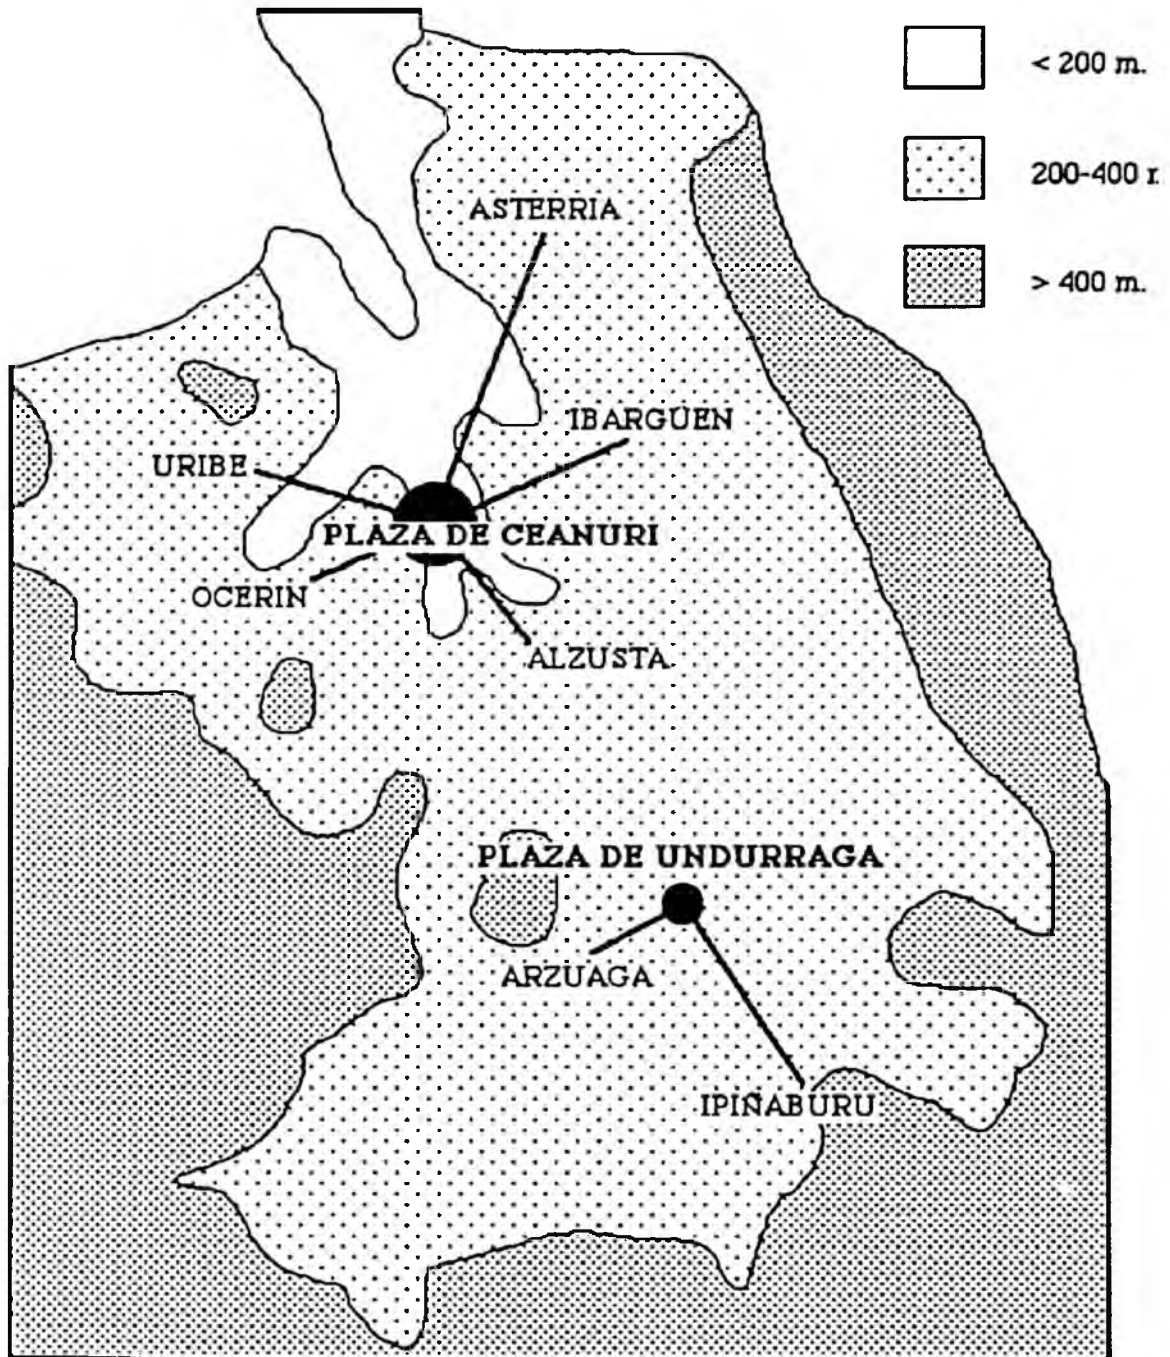 < 200 m.
200-400 r
> 400 m.
ASTERRIA
IBARGUEN
URIBE
PLAZA DE CEANURI
OCERIN
ALZUSTA
PLAZA DE UNDURRAGA
ARZUAGA
IPIÑABURU